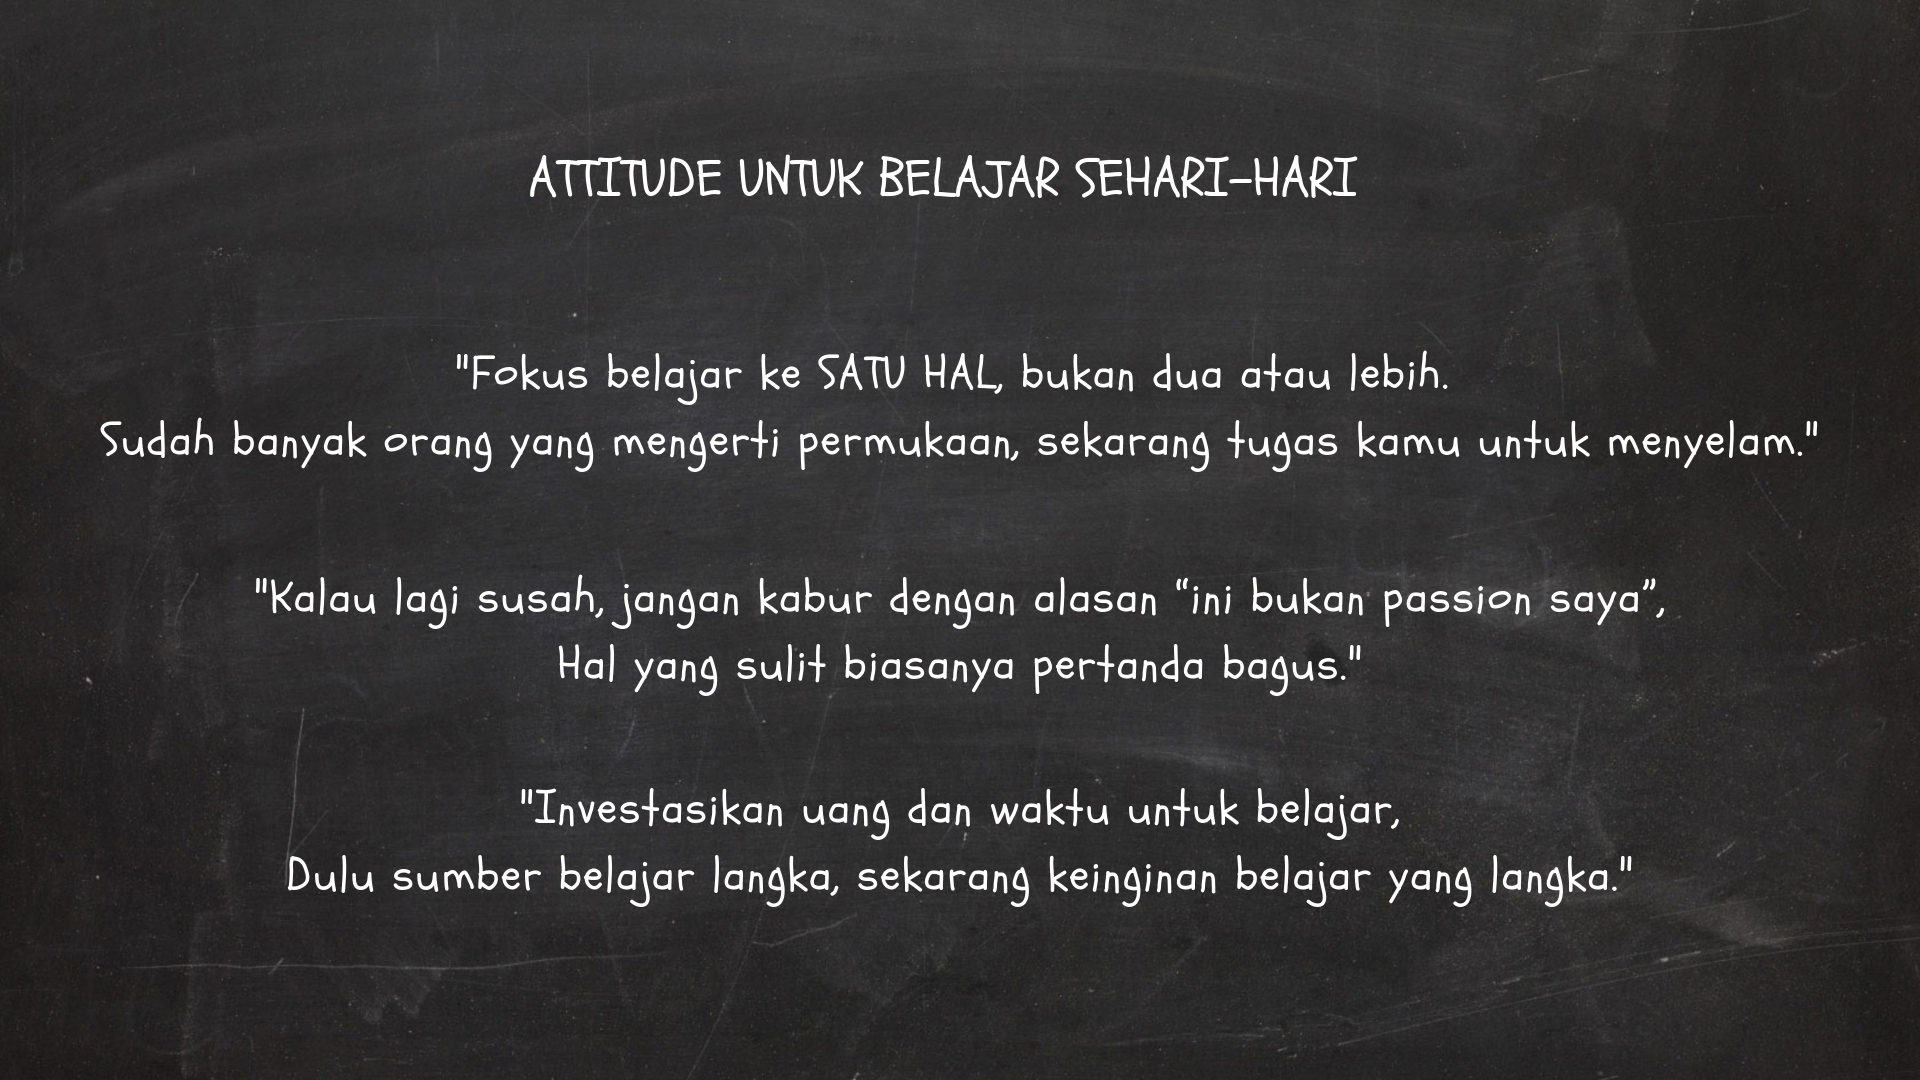 ATTITUDE UNTUK BELAJAR SEHARI-HARI
"Fokus belajar ke SATU HAL, bukan dua atau lebih.
Sudah banyak orang yang mengerti permukaan, sekarang tugas kamu untuk menyelam."
"Kalau lagi susah, jangan kabur dengan alasan “ini bukan passion saya”,
Hal yang sulit biasanya pertanda bagus."
"Investasikan uang dan waktu untuk belajar,
Dulu sumber belajar langka, sekarang keinginan belajar yang langka."